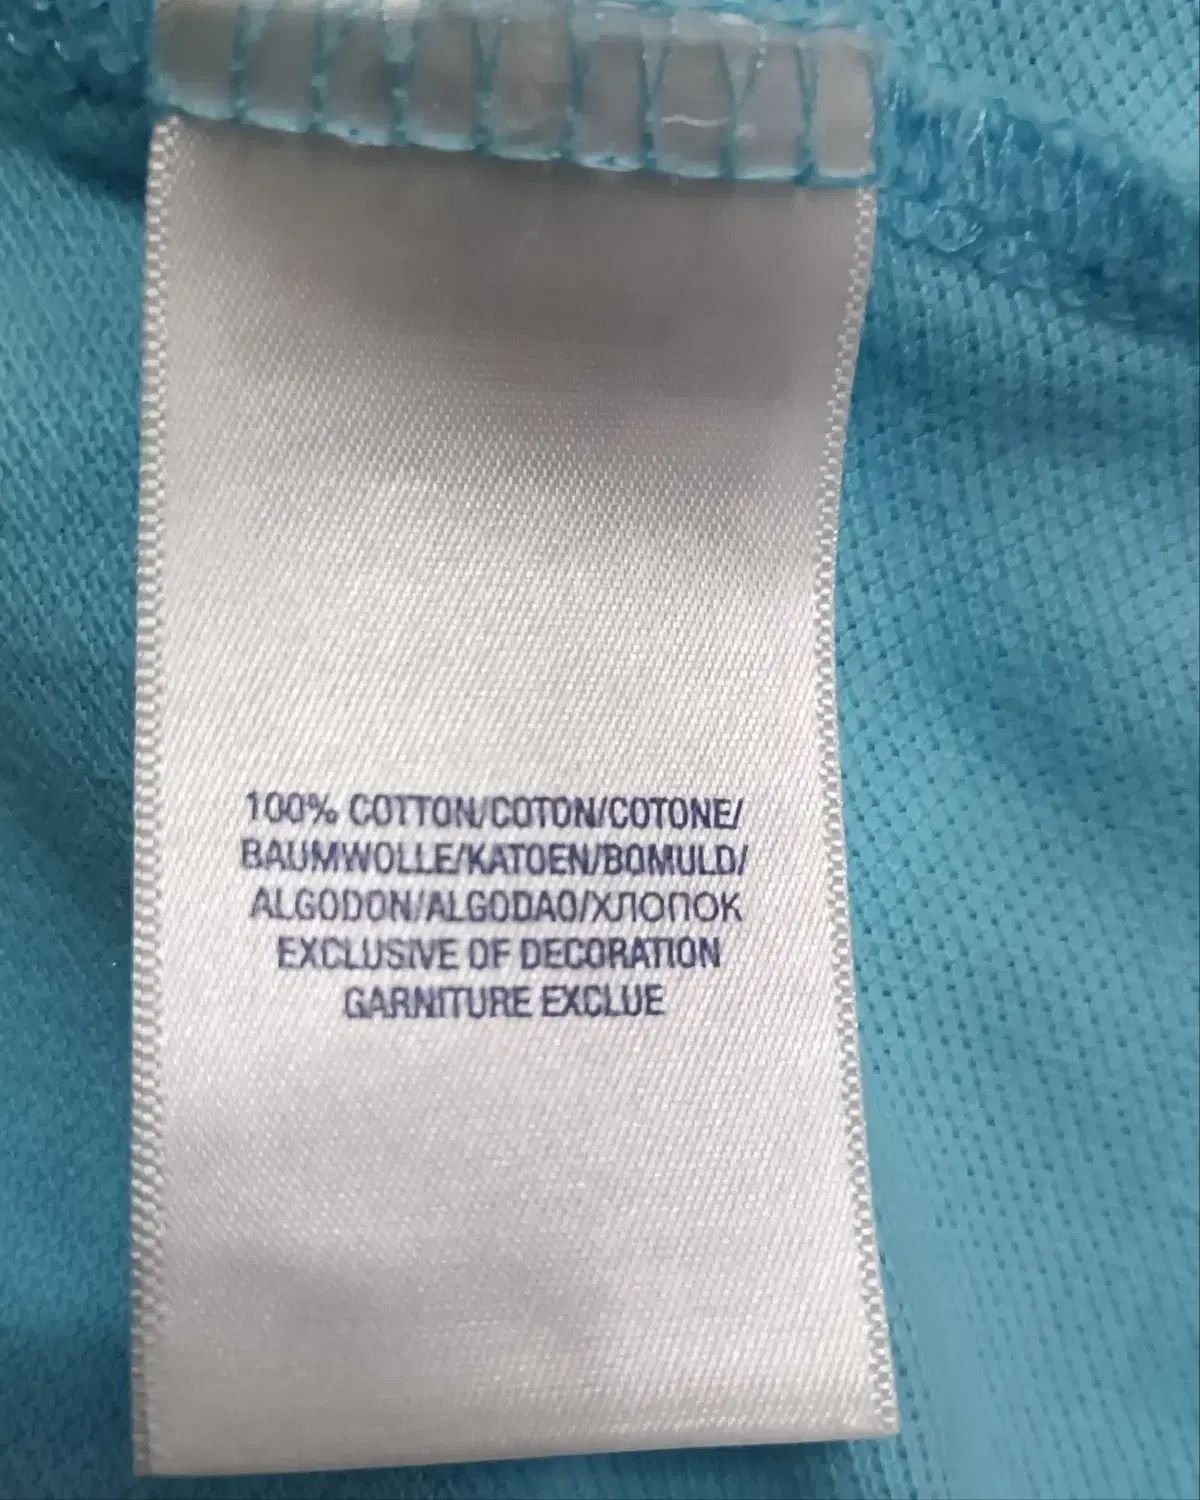 100% COTTON/COTON/COTONE/
BAUMWOLLE/KATOEN/BOMULD/
ALGODON/ALGODAO/ХЛОПОК
EXCLUSIVE OF DECORATION
GARNITURE EXCLUE